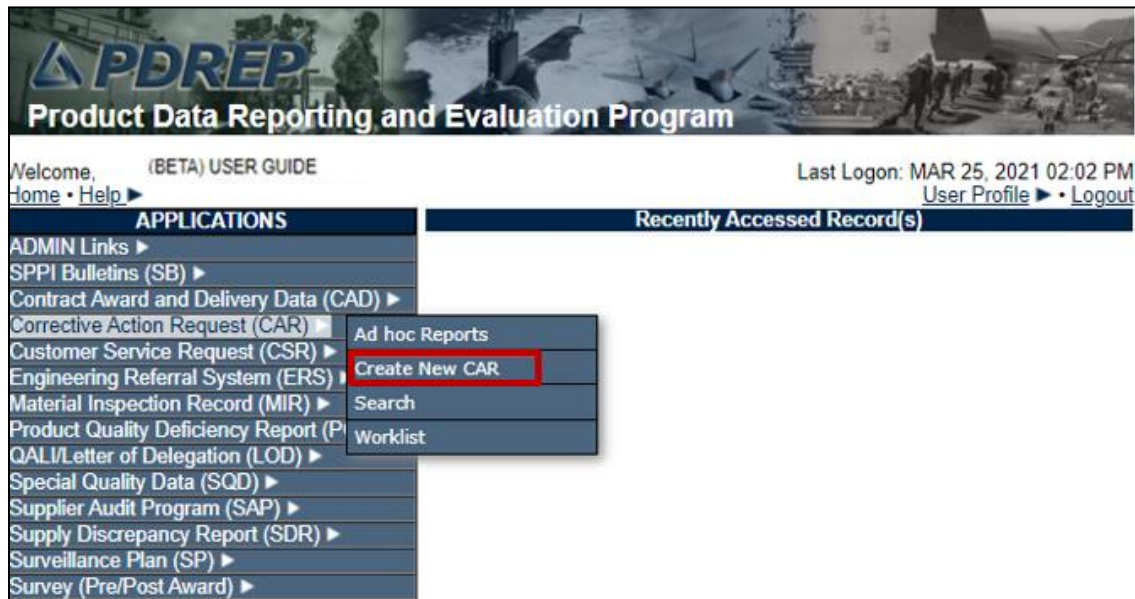 PDREP
Product Data Reporting and Evaluation Program
Welcome, (BETA) USER GUIDE
Last Logon: MAR 25, 2021 02:02 PM
Home • Help ▶
User Profile ▶ • Logout
APPLICATIONS
Recently Accessed Record(s)
ADMIN Links ▶
SPPI Bulletins (SB) ▶
Contract Award and Delivery Data (CAD) ▶
Corrective Action Request (CAR) ▶
Ad hoc Reports
Create New CAR
Search
Worklist
Customer Service Request (CSR) ▶
Engineering Referral System (ERS)
Material Inspection Record (MIR) ▶
Product Quality Deficiency Report
QALI/Letter of Delegation (LOD) ▶
Special Quality Data (SQD) ▶
Supplier Audit Program (SAP) ▶
Supply Discrepancy Report (SDR) ▶
Surveillance Plan (SP) ▶
Survey (Pre/Post Award) ▶